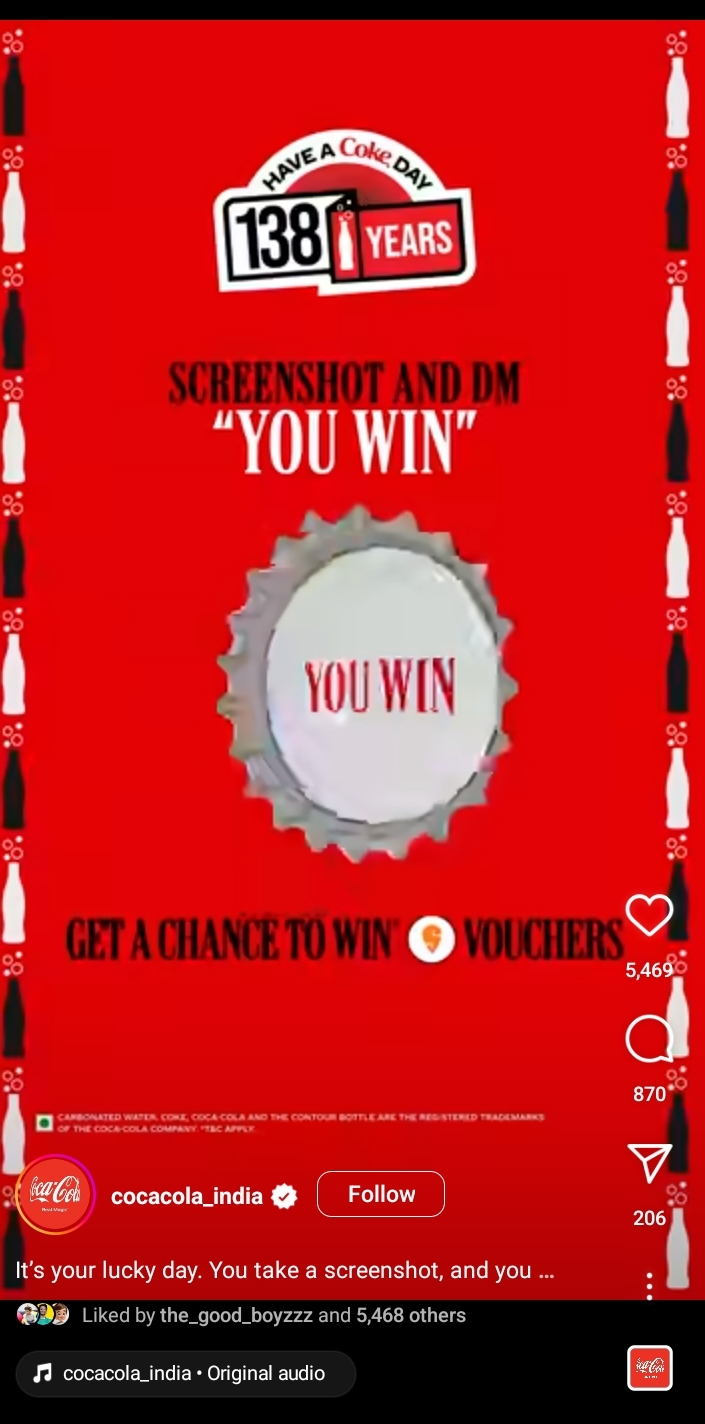 HAVE A Coke DAY
138 YEARS
SCREENSHOT AND DM
“YOU WIN”
YOU WIN
GET A CHANCE TO WIN* VOUCHERS
5,469
870
CARBONATED WATER. COKE, COCA-COLA AND THE CONTOUR BOTTLE ARE THE REGISTERED TRADEMARKS
OF THE COCA-COLA COMPANY. *T&C APPLY.
Coca-Cola
cocacola_india Follow
206
It’s your lucky day. You take a screenshot, and you ...
Liked by the_good_boyzzz and 5,468 others
cocacola_india • Original audio
Coca-Cola